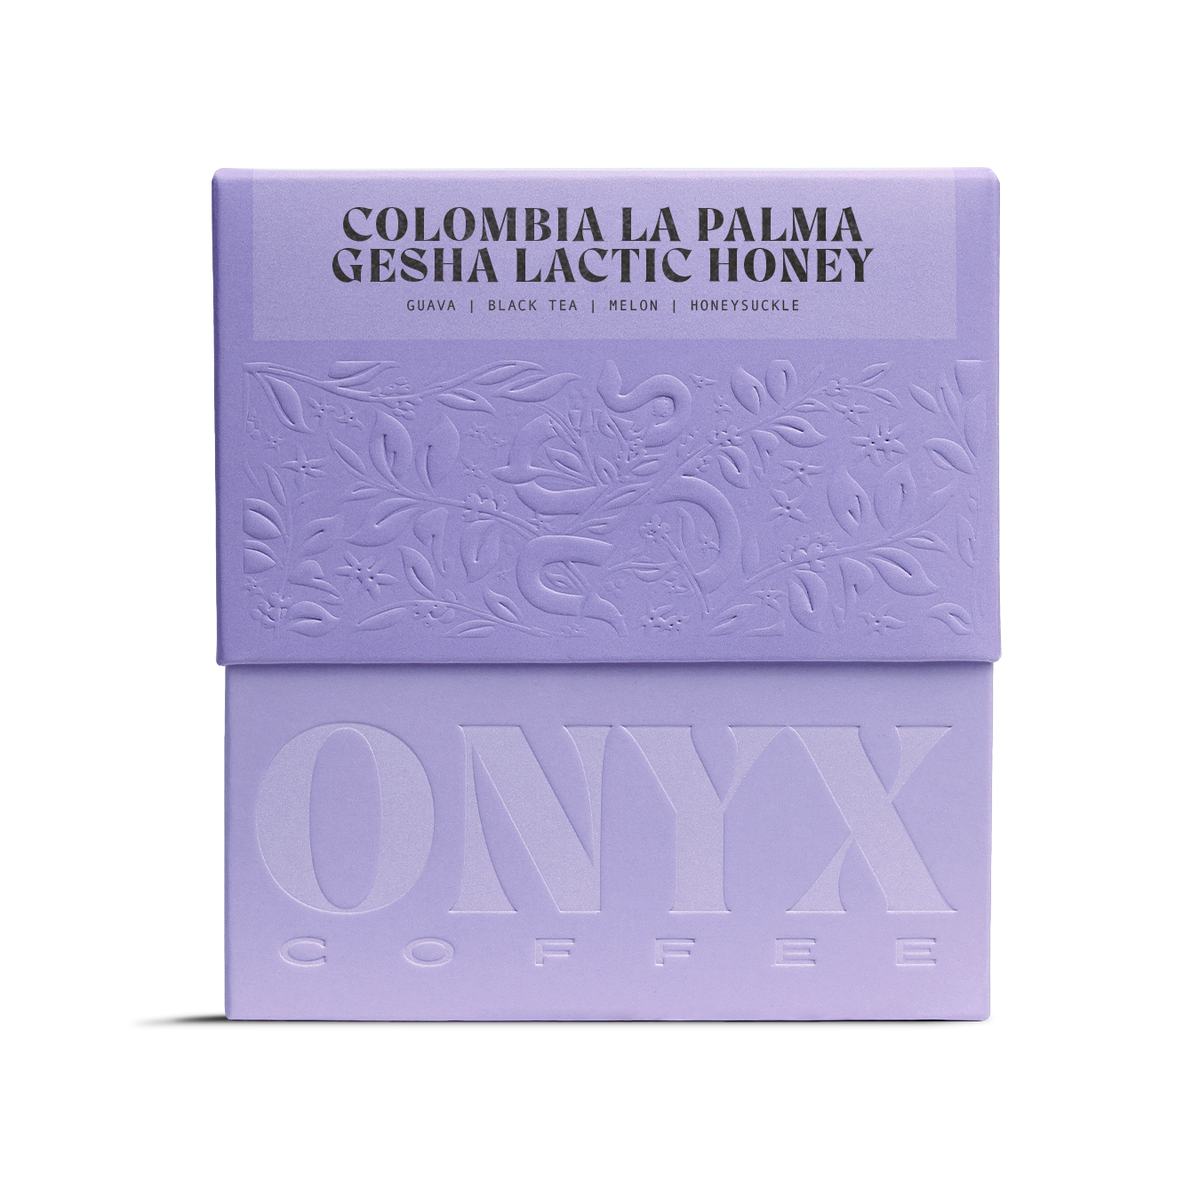 COLOMBIA LA PALMA
GESHA LACTIC HONEY
GUAVA | BLACK TEA | MELON | HONEYSUCKLE
ONYX
COFFEE